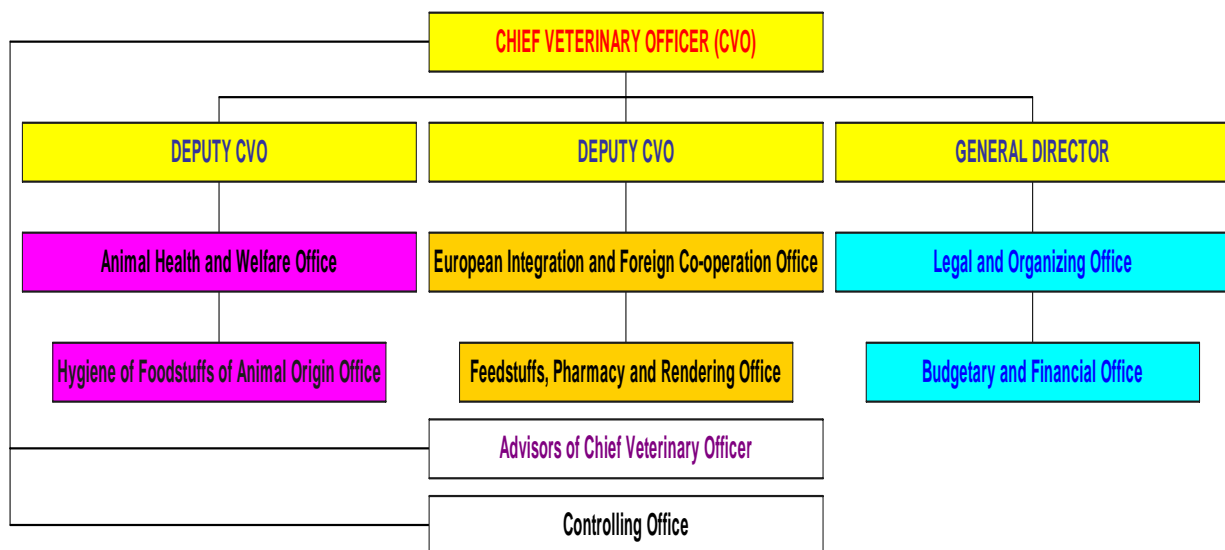 CHIEF VETERINARY OFFICER (CVO)
DEPUTY CVO
DEPUTY CVO
GENERAL DIRECTOR
Animal Health and Welfare Office
European Integration and Foreign Co-operation Office
Legal and Organizing Office
Hygiene of Foodstuffs of Animal Origin Office
Feedstuffs, Pharmacy and Rendering Office
Budgetary and Financial Office
Advisors of Chief Veterinary Officer
Controlling Office